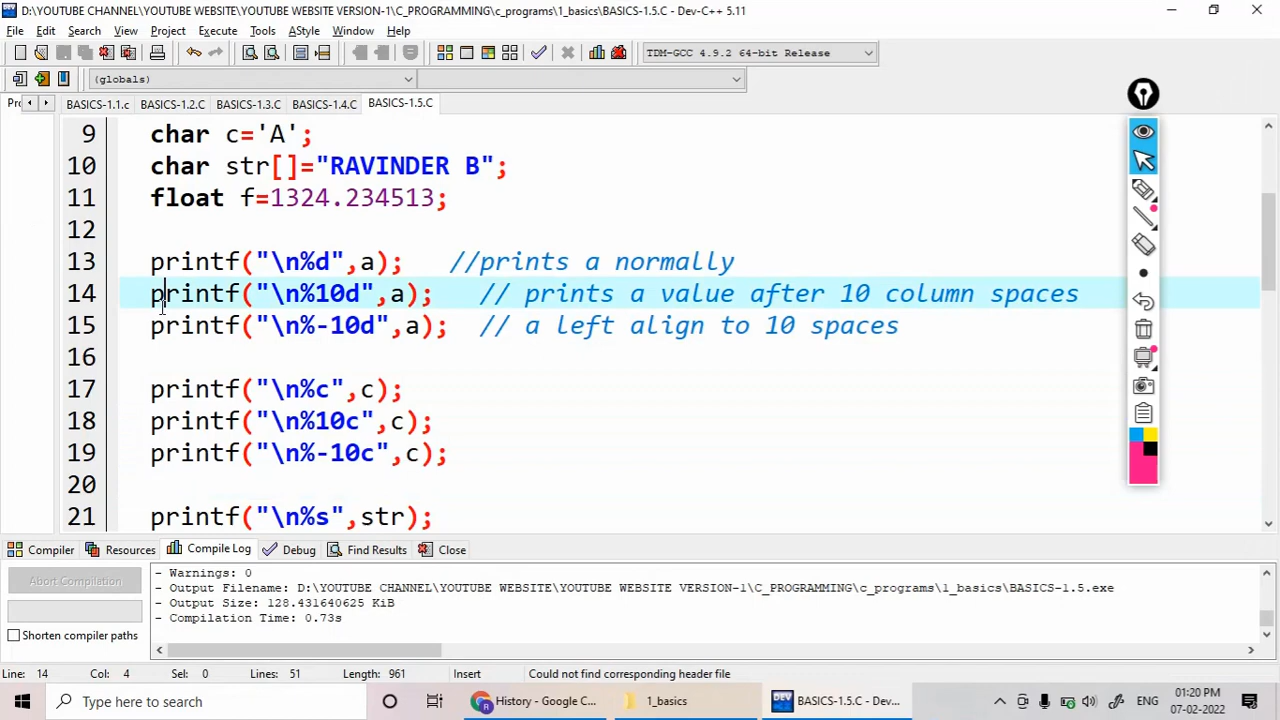 D:\YOUTUBE CHANNEL\YOUTUBE WEBSITE\YOUTUBE WEBSITE VERSION-1\C_PROGRAMMING\c_programs\1_basics\BASICS-1.5.C - Dev-C++ 5.11
File Edit Search View Project Execute Tools AStyle Window Help
TDM-GCC 4.9.2 64-bit Release
(globals)
Pr BASICS-1.1.c BASICS-1.2.C BASICS-1.3.C BASICS-1.4.C BASICS-1.5.C
9 char c='A';
10 char str[]="RAVINDER B";
11 float f=1324.234513;
12
13 printf("\n%d",a); //prints a normally
14 printf("\n%10d",a); // prints a value after 10 column spaces
15 printf("\n%-10d",a); // a left align to 10 spaces
16
17 printf("\n%c",c);
18 printf("\n%10c",c);
19 printf("\n%-10c",c);
20
21 printf("\n%s",str);
Compiler Resources Compile Log Debug Find Results Close
Abort Compilation
Shorten compiler paths
- Warnings: 0
- Output Filename: D:\YOUTUBE CHANNEL\YOUTUBE WEBSITE\YOUTUBE WEBSITE VERSION-1\C_PROGRAMMING\c_programs\1_basics\BASICS-1.5.exe
- Output Size: 128.431640625 KiB
- Compilation Time: 0.73s
Line: 14 Col: 4 Sel: 0 Lines: 51 Length: 961 Insert Could not find corresponding header file
Type here to search
History - Google C...
1_basics
BASICS-1.5.C - Dev...
ENG
01:20 PM
07-02-2022